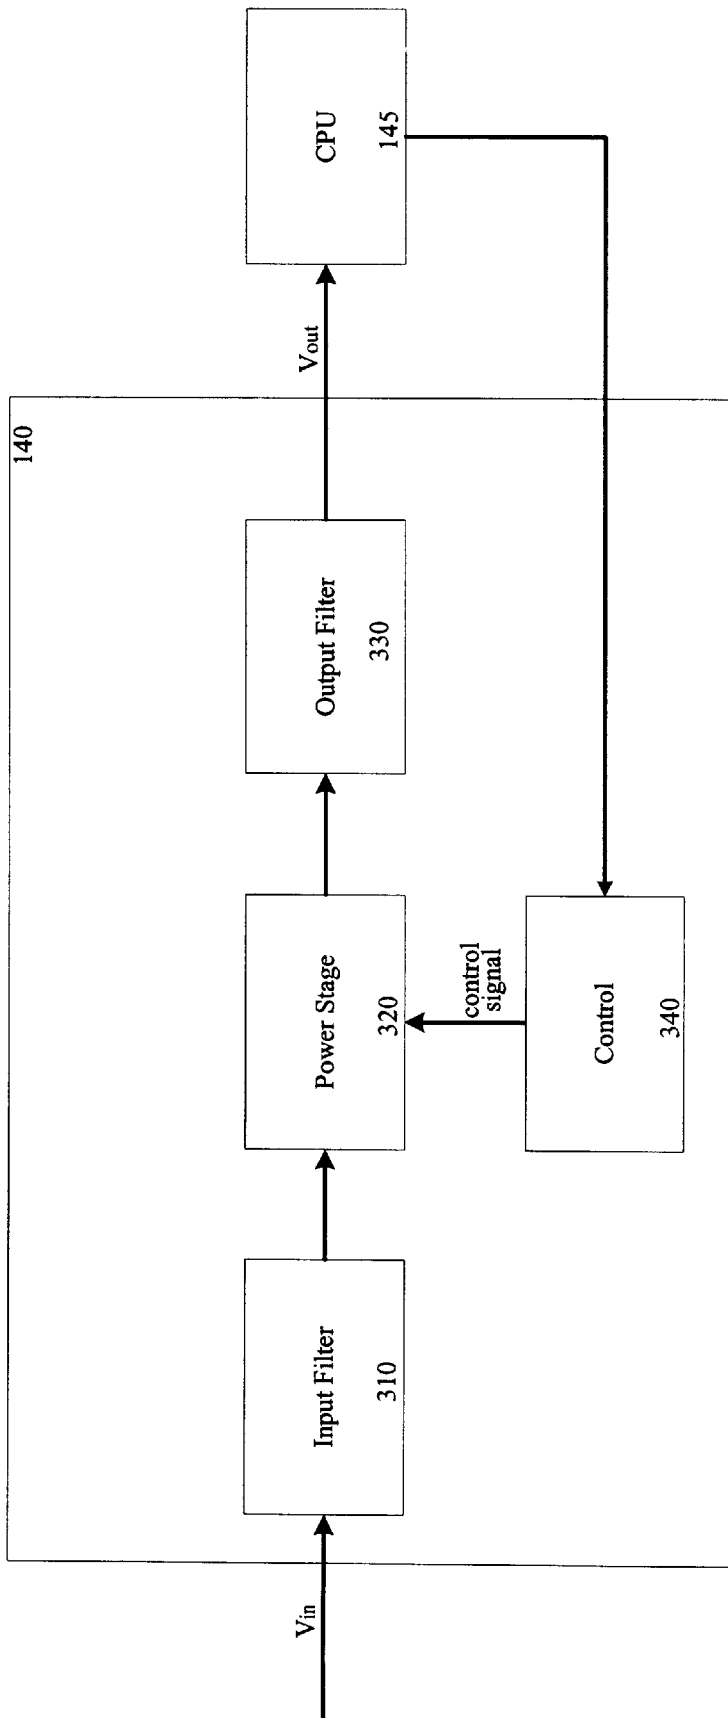 140
Vin
Input Filter
310
Power Stage
320
Output Filter
330
Vout
CPU
145
control
signal
Control
340